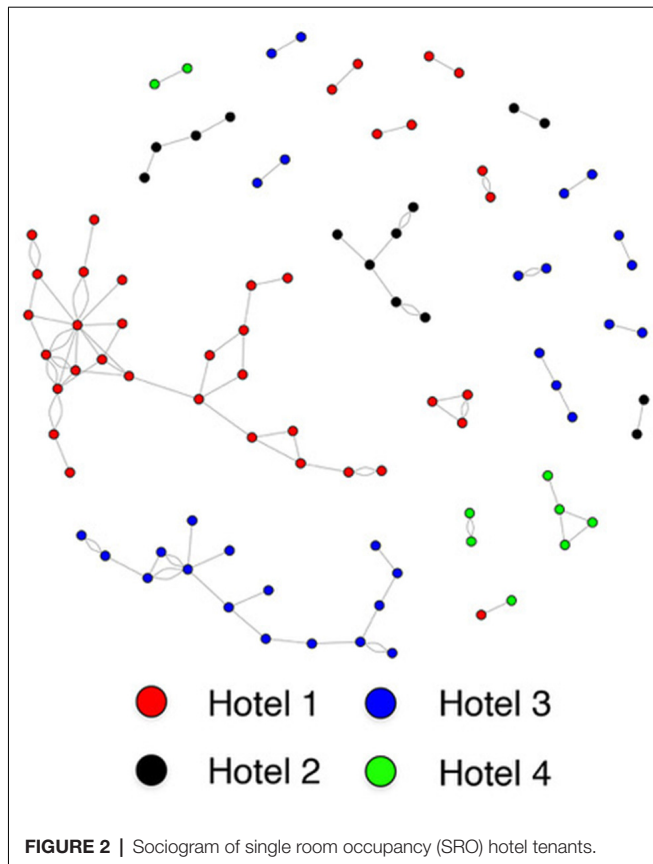 Hotel 1 Hotel 3
Hotel 2 Hotel 4
FIGURE 2 | Sociogram of single room occupancy (SRO) hotel tenants.